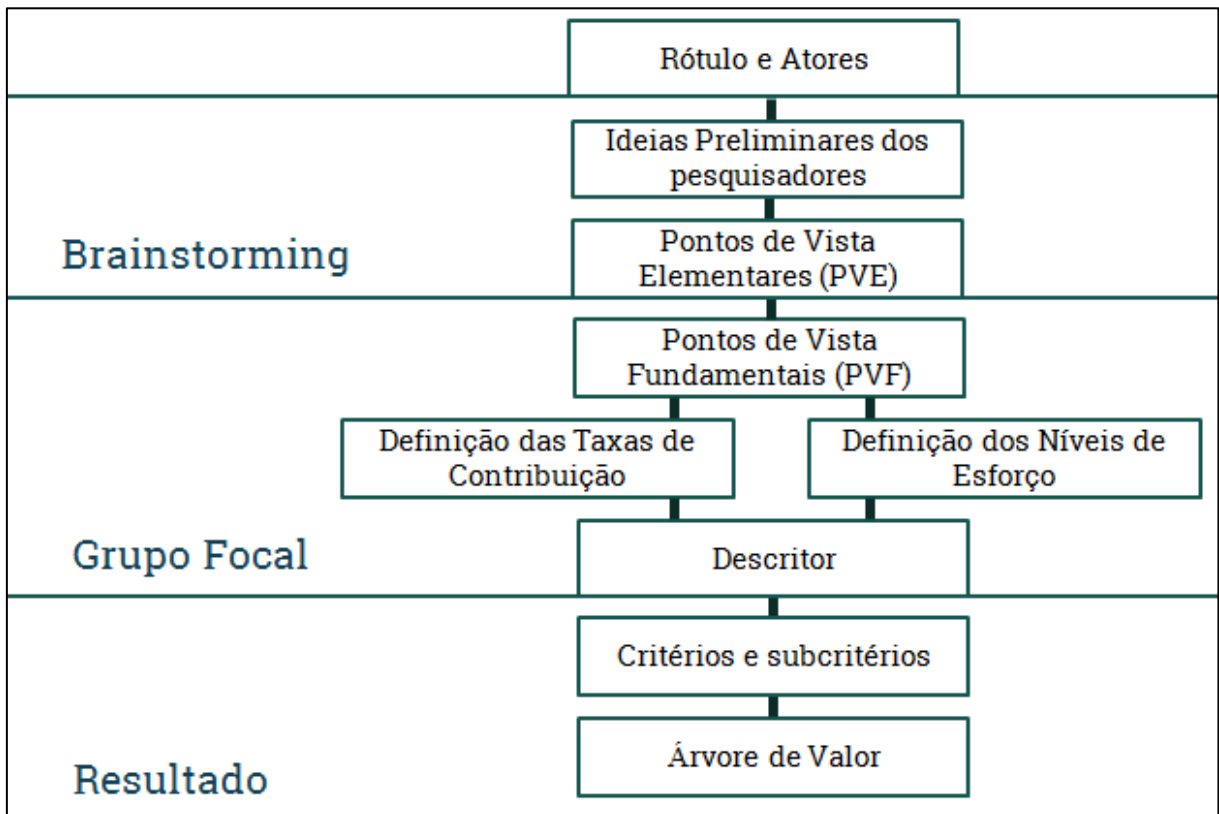 Rótulo e Atores
Ideias Preliminares dos
pesquisadores
Brainstorming
Pontos de Vista
Elementares (PVE)
Pontos de Vista
Fundamentais (PVF)
Definição das Taxas de
Contribuição
Definição dos Níveis de
Esforço
Grupo Focal
Descritor
Critérios e subcritérios
Árvore de Valor
Resultado